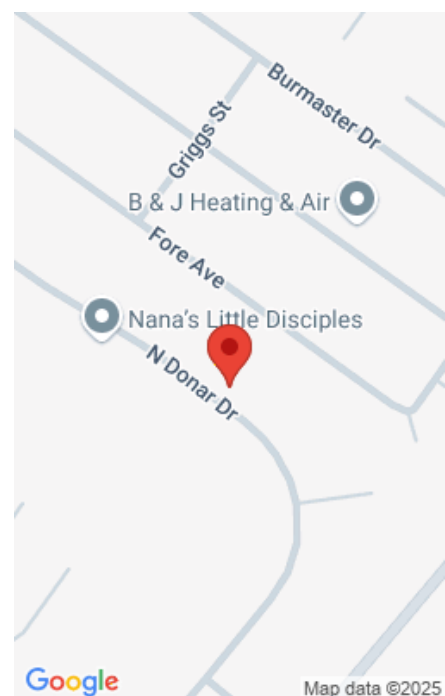 Burmaster Dr
Griggs St
B & J Heating & Air
Fore Ave
Nana's Little Disciples
N Donar Dr
Google
Map data ©2025